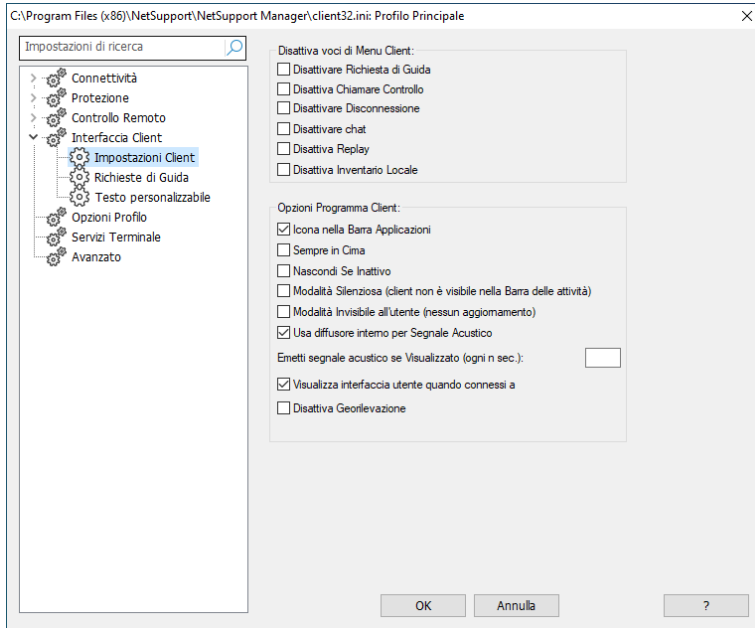 C:\Program Files (x86)\NetSupport\NetSupport Manager\client32.ini: Profilo Principale
Impostazioni di ricerca
Connettività
Protezione
Controllo Remoto
Interfaccia Client
Impostazioni Client
Richieste di Guida
Testo personalizzabile
Opzioni Profilo
Servizi Terminale
Avanzato
Disattiva voci di Menu Client:
Disattivare Richiesta di Guida
Disattiva Chiamare Controllo
Disattivare Disconnessione
Disattivare chat
Disattiva Replay
Disattiva Inventario Locale
Opzioni Programma Client:
Icona nella Barra Applicazioni
Sempre in Cima
Nascondi Se Inattivo
Modalità Silenziosa (client non è visibile nella Barra delle attività)
Modalità Invisibile all'utente (nessun aggiornamento)
Usa diffusore interno per Segnale Acustico
Emetti segnale acustico se Visualizzato (ogni n sec.):
Visualizza interfaccia utente quando connessi a
Disattiva Georilevazione
OK
Annulla
?